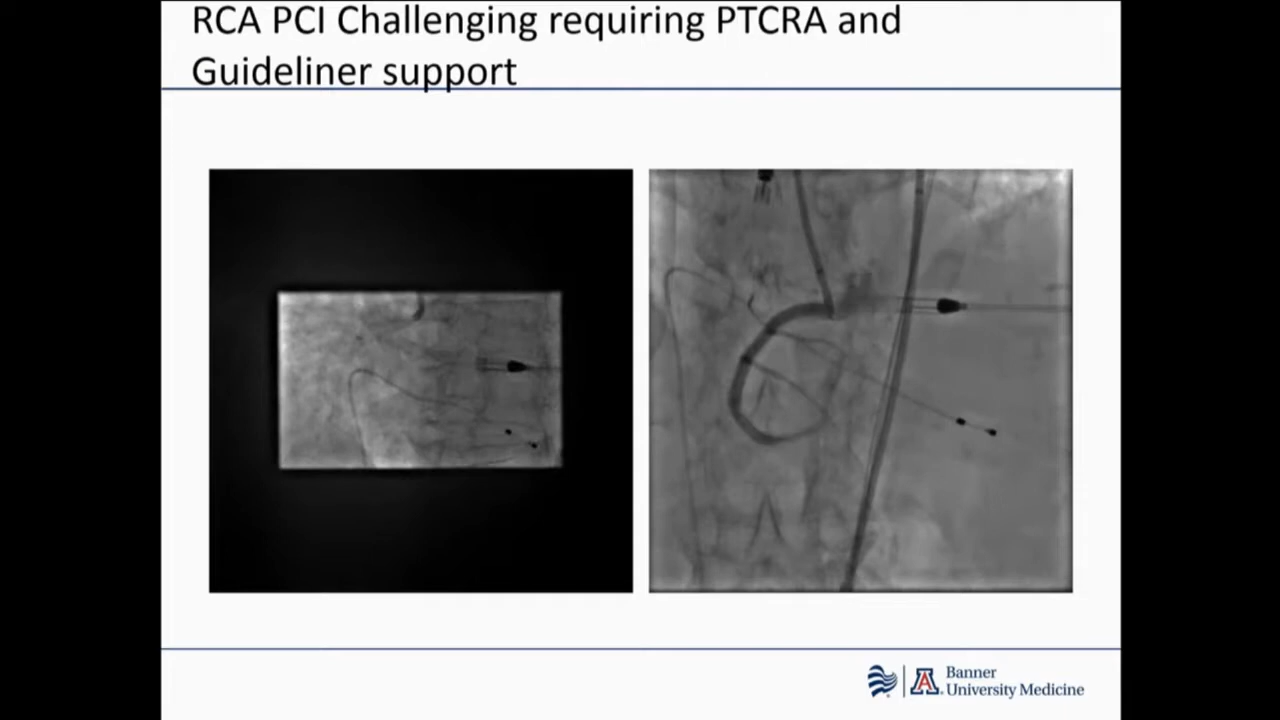 RCA PCI Challenging requiring PTCRA and
Guideliner support
A
Banner
University Medicine